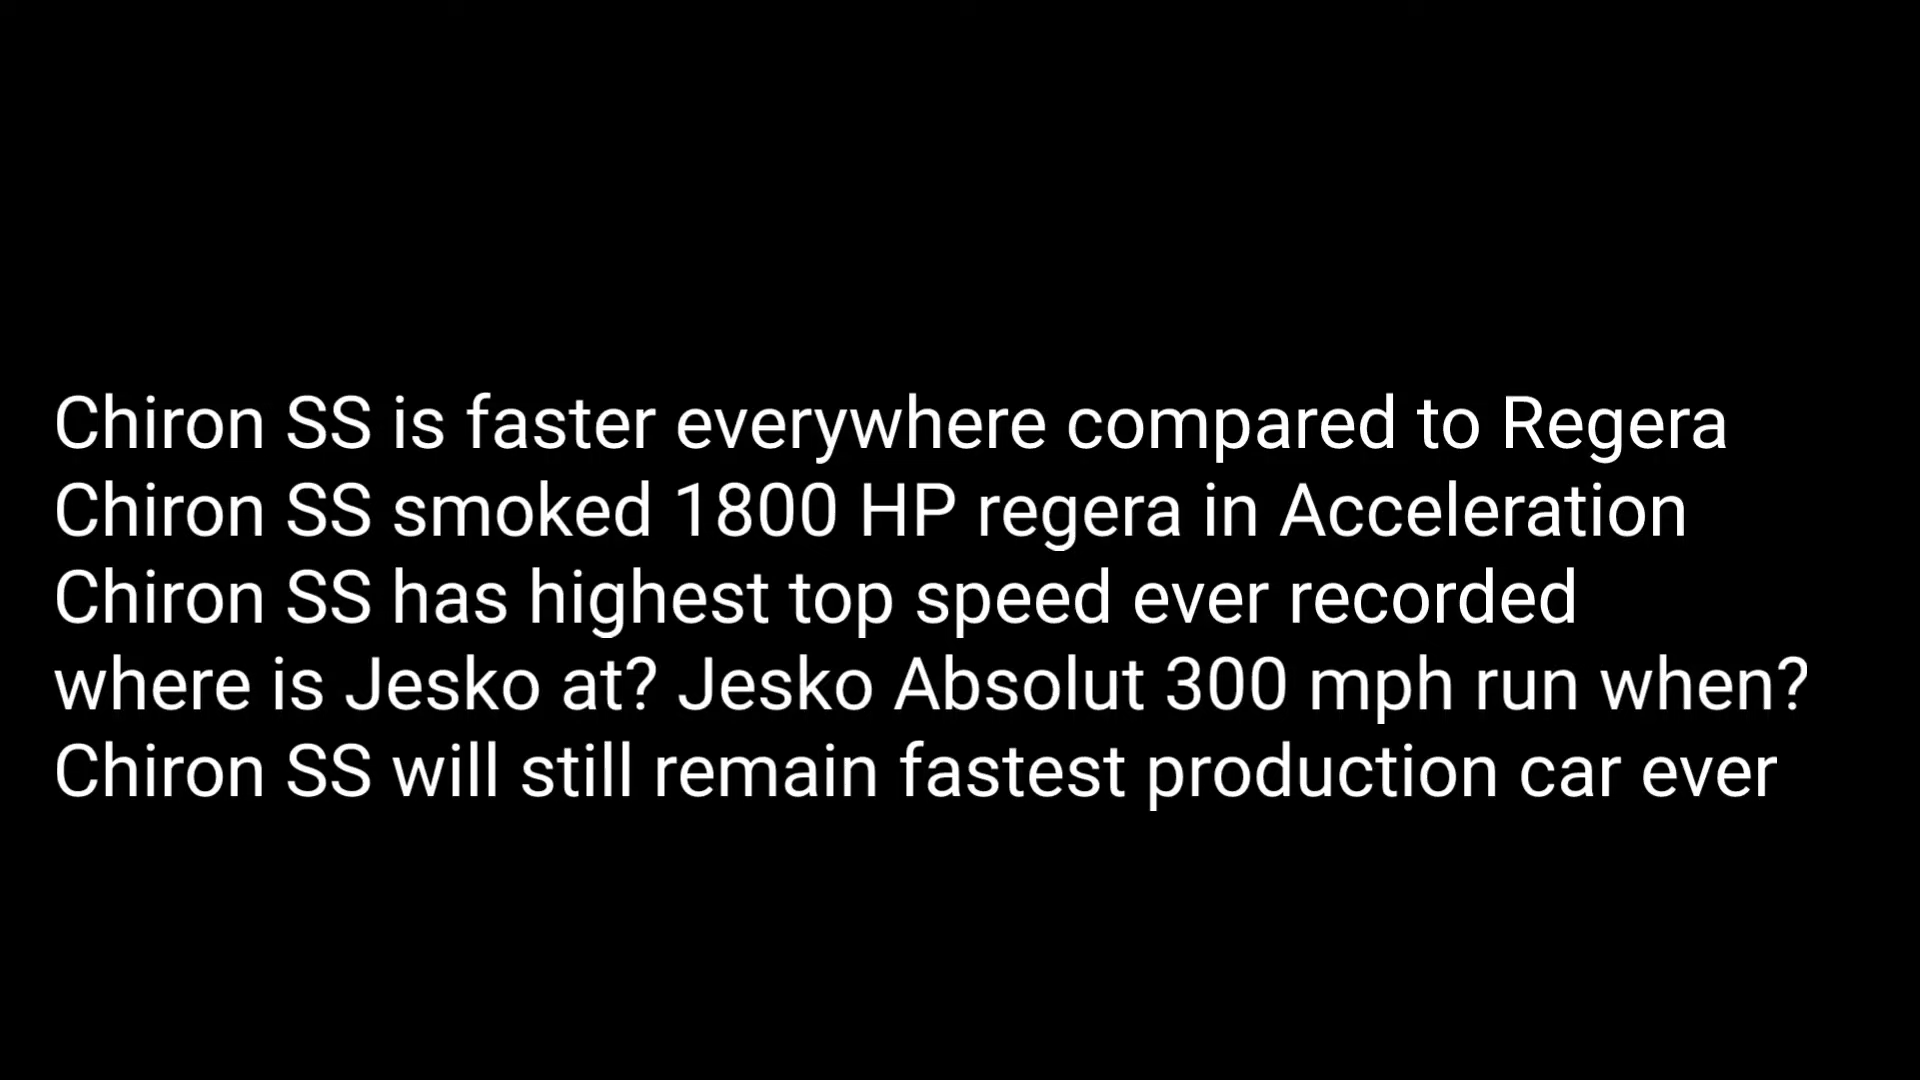 Chiron SS is faster everywhere compared to Regera
Chiron SS smoked 1800 HP regera in Acceleration
Chiron SS has highest top speed ever recorded
where is Jesko at? Jesko Absolut 300 mph run when?
Chiron SS will still remain fastest production car ever